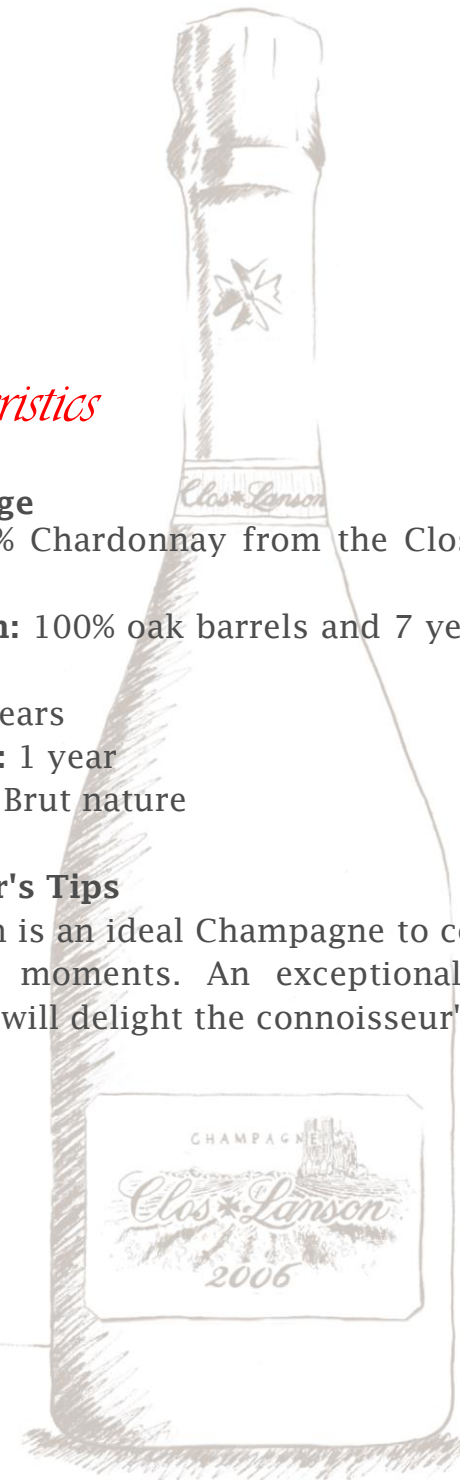 ristics
ge
% Chardonnay from the Clos
Clos Lanson
n: 100% oak barrels and 7 ye
ears
: 1 year
Brut nature
r's Tips
n is an ideal Champagne to c
moments. An exceptional
will delight the connoisseur'
CHAMPAGNE
Clos Lanson
2006